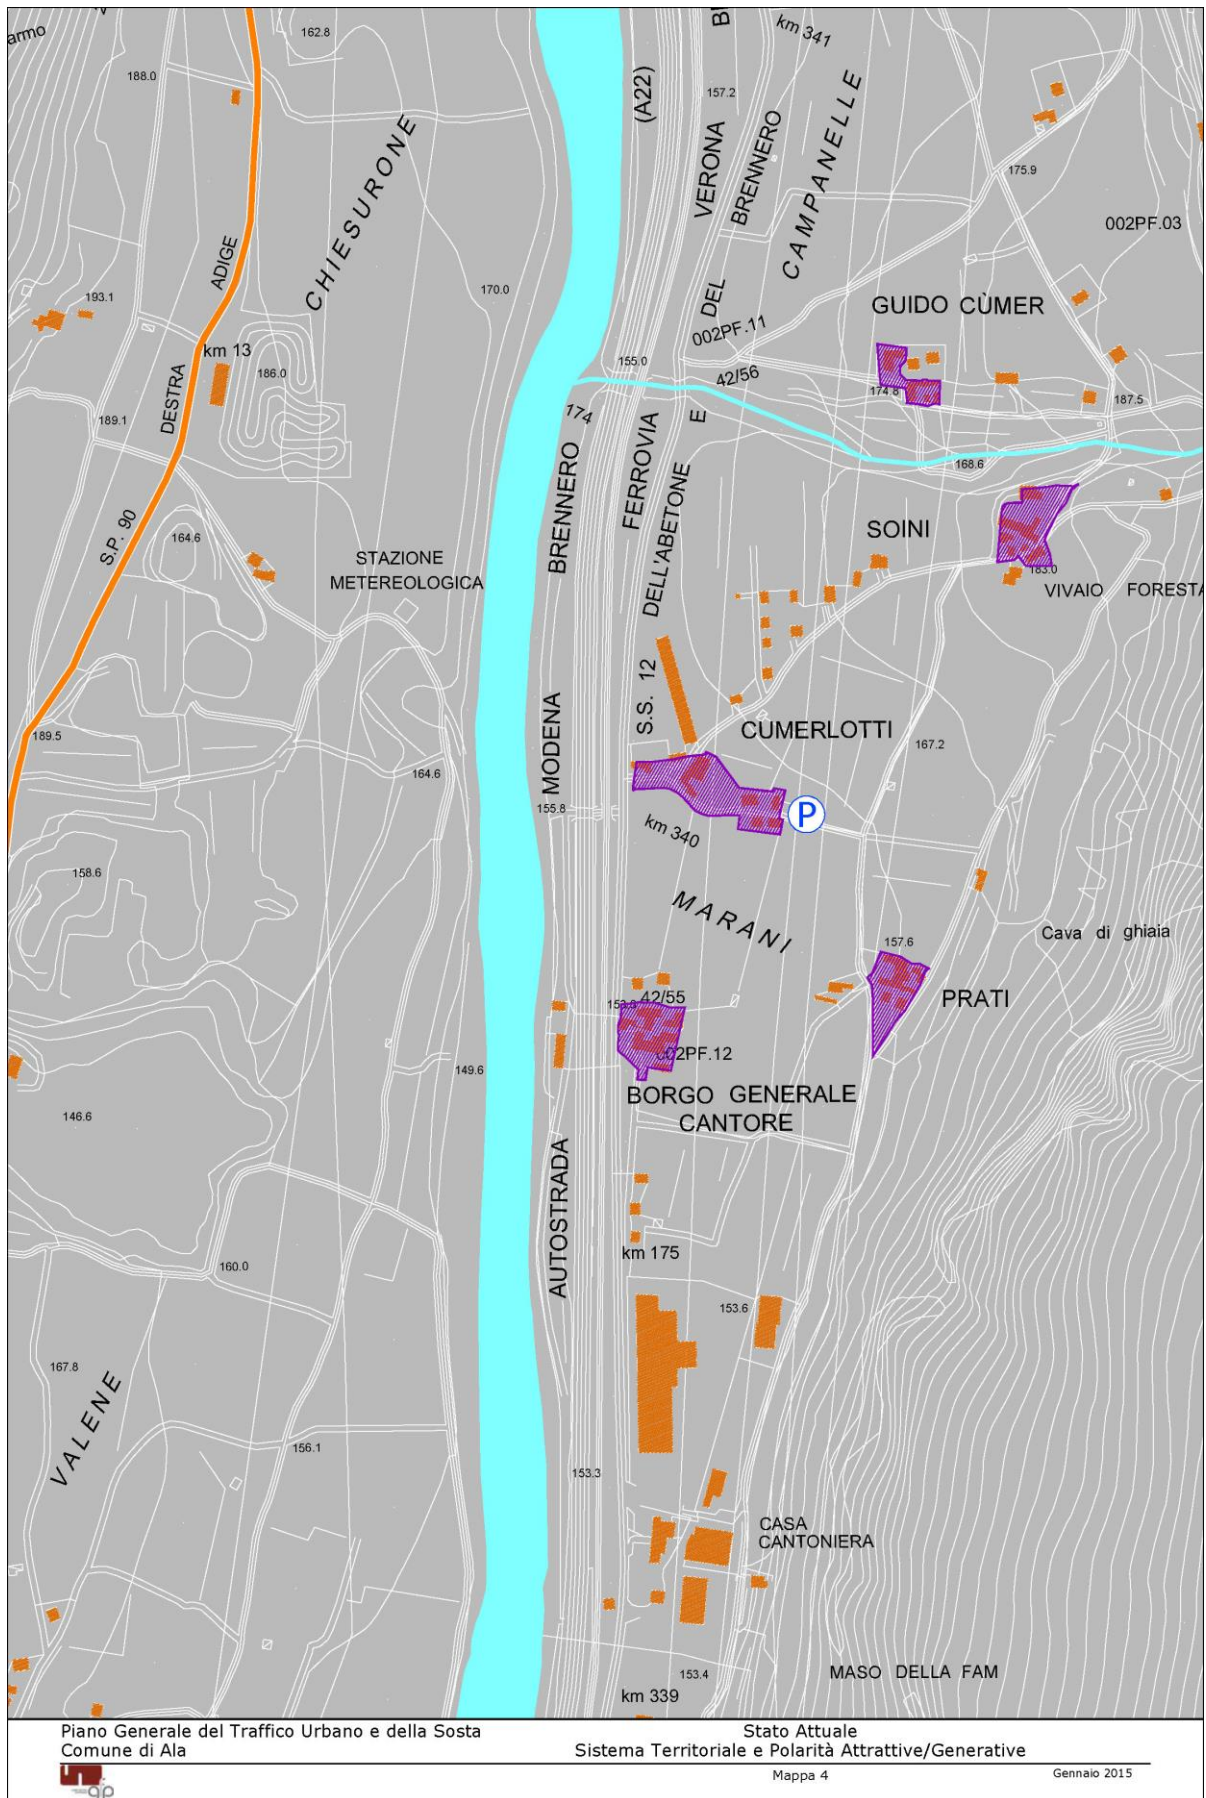 armo
162.8
188.0
km 341
157.2
(A22)
VERONA
BRENNERO
CAMPANELLE
175.9
002PF.03
CHIESURONE
ADIGE
193.1
170.0
DEL
GUIDO CÙMER
002PF.11
km 13
186.0
155.0
42/56
174.8
187.5
DESTRA
189.1
174
E
168.6
BRENNERO
FERROVIA
S.P. 90
164.6
STAZIONE
METEREOLOGICA
DELL'ABETONE
SOINI
183.0
VIVAIO FORESTA
S.S. 12
189.5
164.6
MODENA
CUMERLOTTI
167.2
155.8
P
km 340
158.6
MARANI
157.6
Cava di ghiaia
42/55
PRATI
002PF.12
149.6
BORGO GENERALE
CANTORE
146.6
AUTOSTRADA
km 175
160.0
153.6
167.8
VALENE
156.1
153.3
CASA
CANTONIERA
153.4
MASO DELLA FAM
km 339
Piano Generale del Traffico Urbano e della Sosta
Comune di Ala
Stato Attuale
Sistema Territoriale e Polarità Attrattive/Generative
Mappa 4
Gennaio 2015